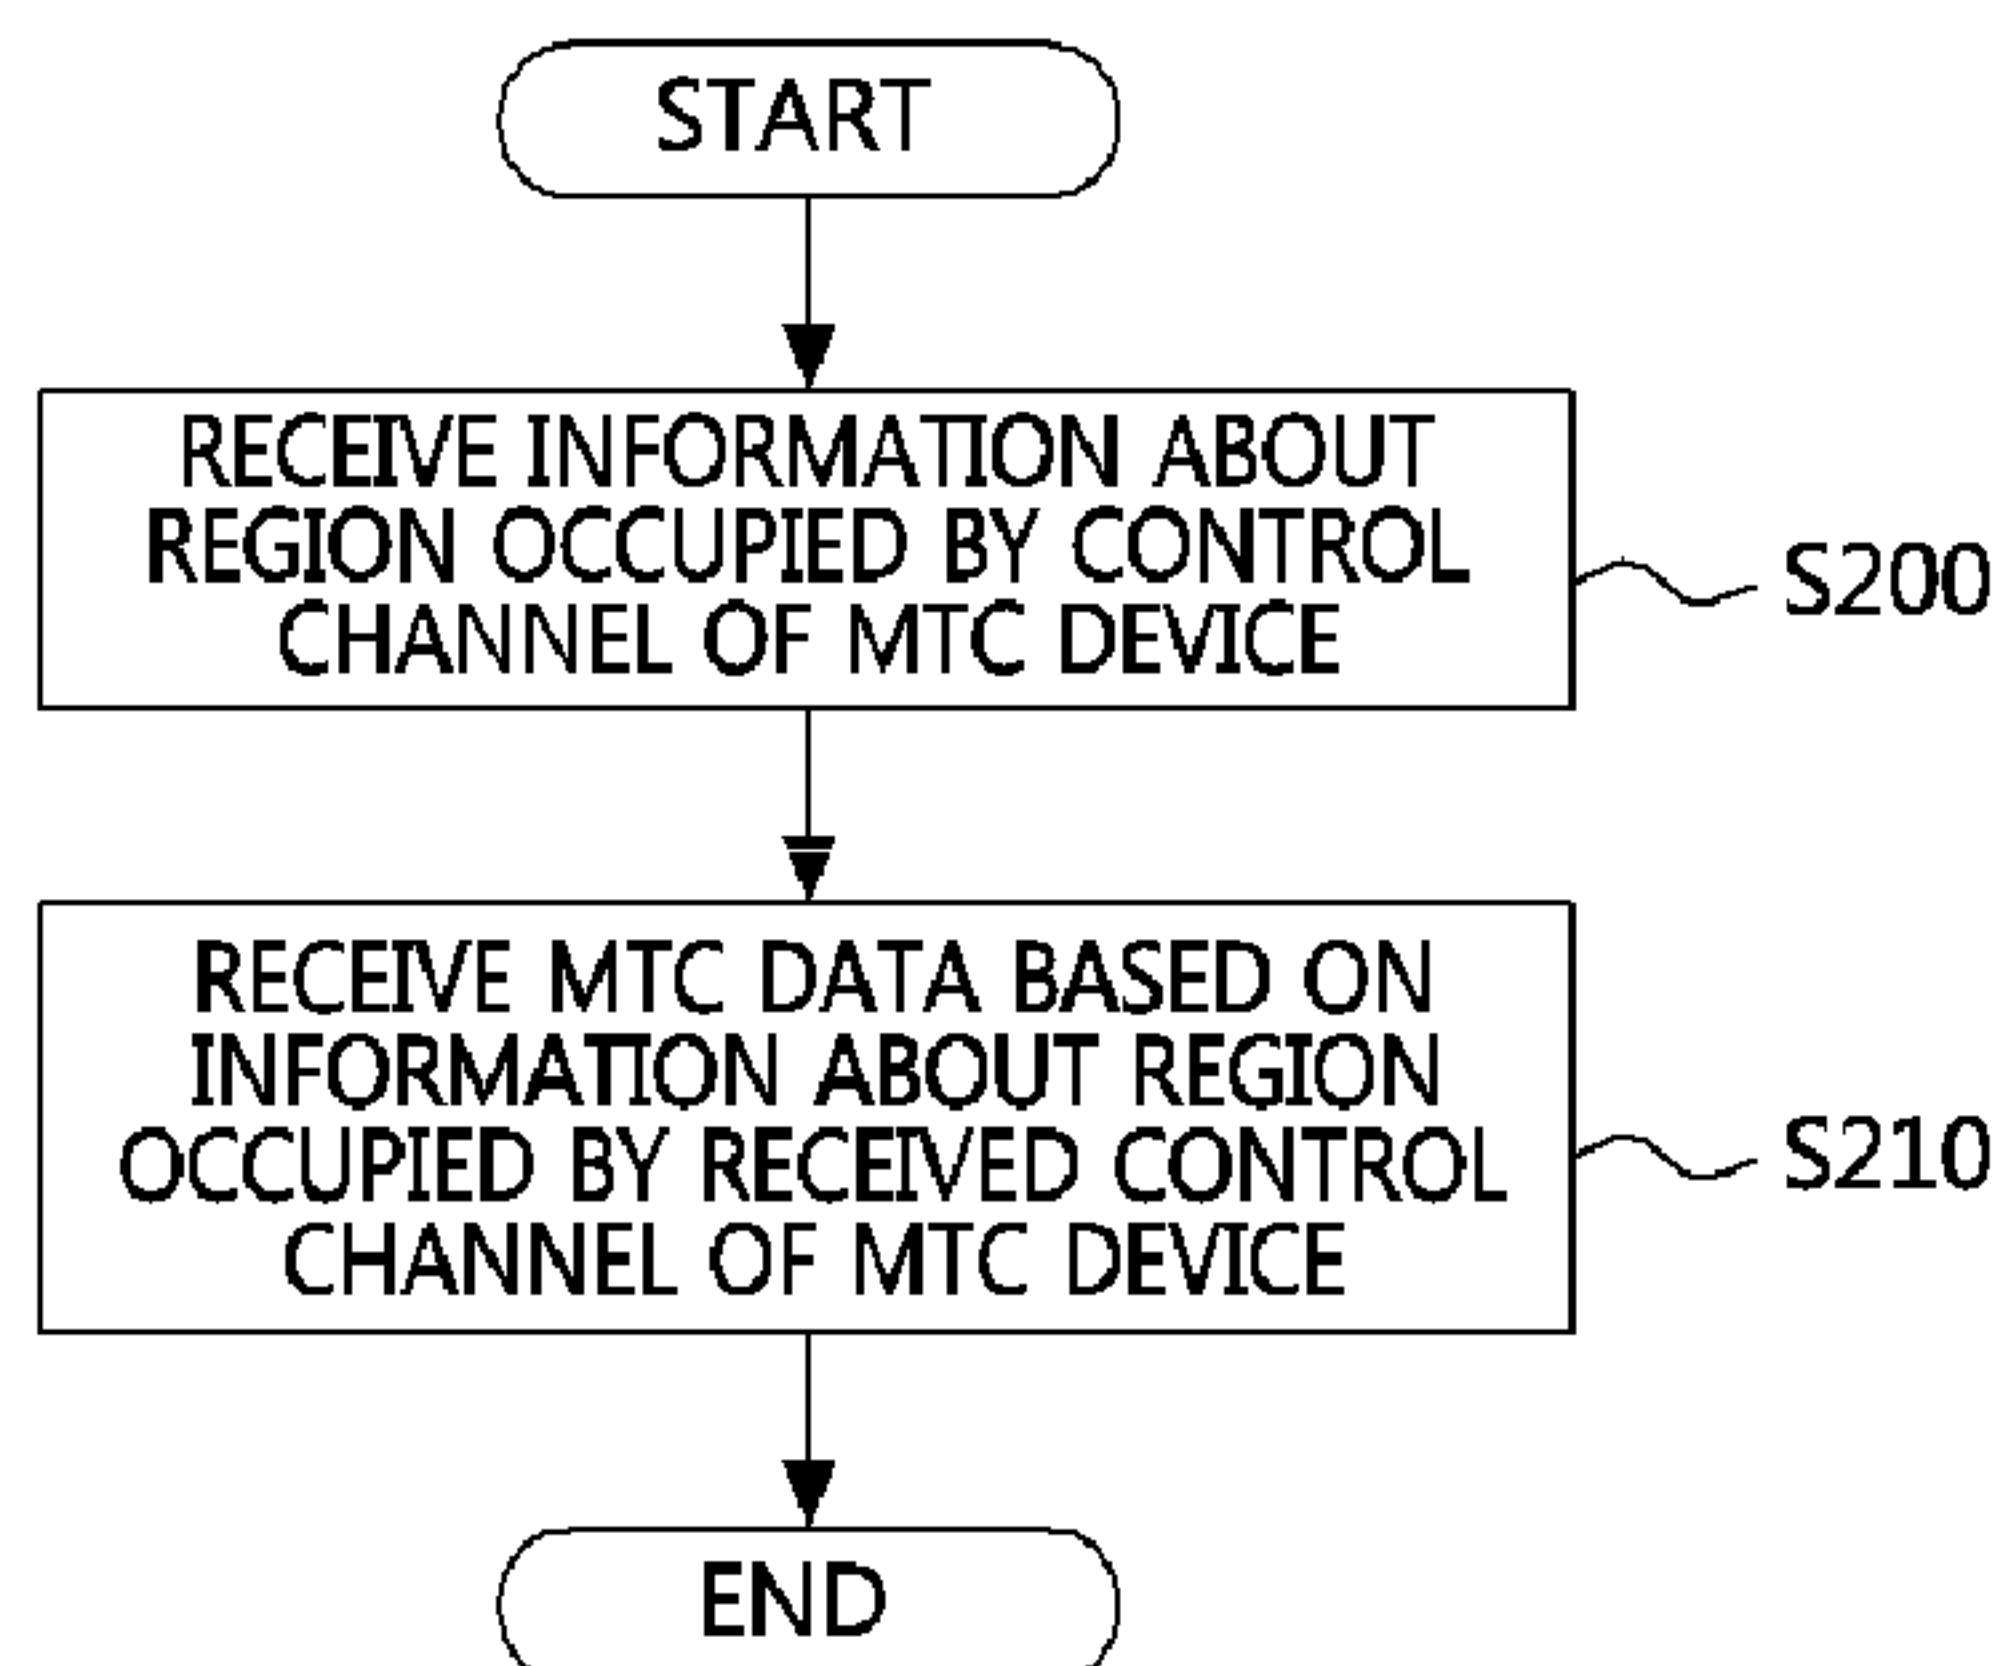 START
RECEIVE INFORMATION ABOUT
REGION OCCUPIED BY CONTROL
CHANNEL OF MTC DEVICE
S200
RECEIVE MTC DATA BASED ON
INFORMATION ABOUT REGION
OCCUPIED BY RECEIVED CONTROL
CHANNEL OF MTC DEVICE
S210
END